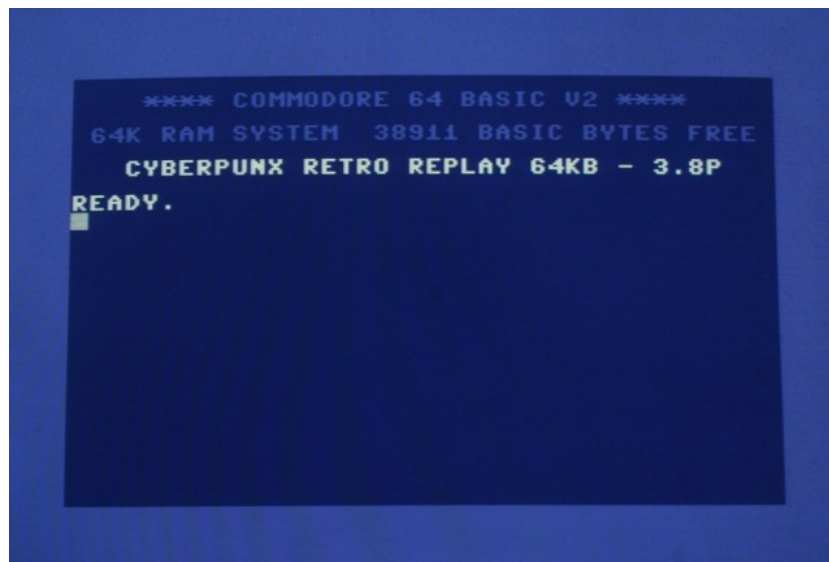 **** COMMODORE 64 BASIC V2 ****
64K RAM SYSTEM  38911 BASIC BYTES FREE
CYBERPUNX RETRO REPLAY 64KB - 3.8P
READY.